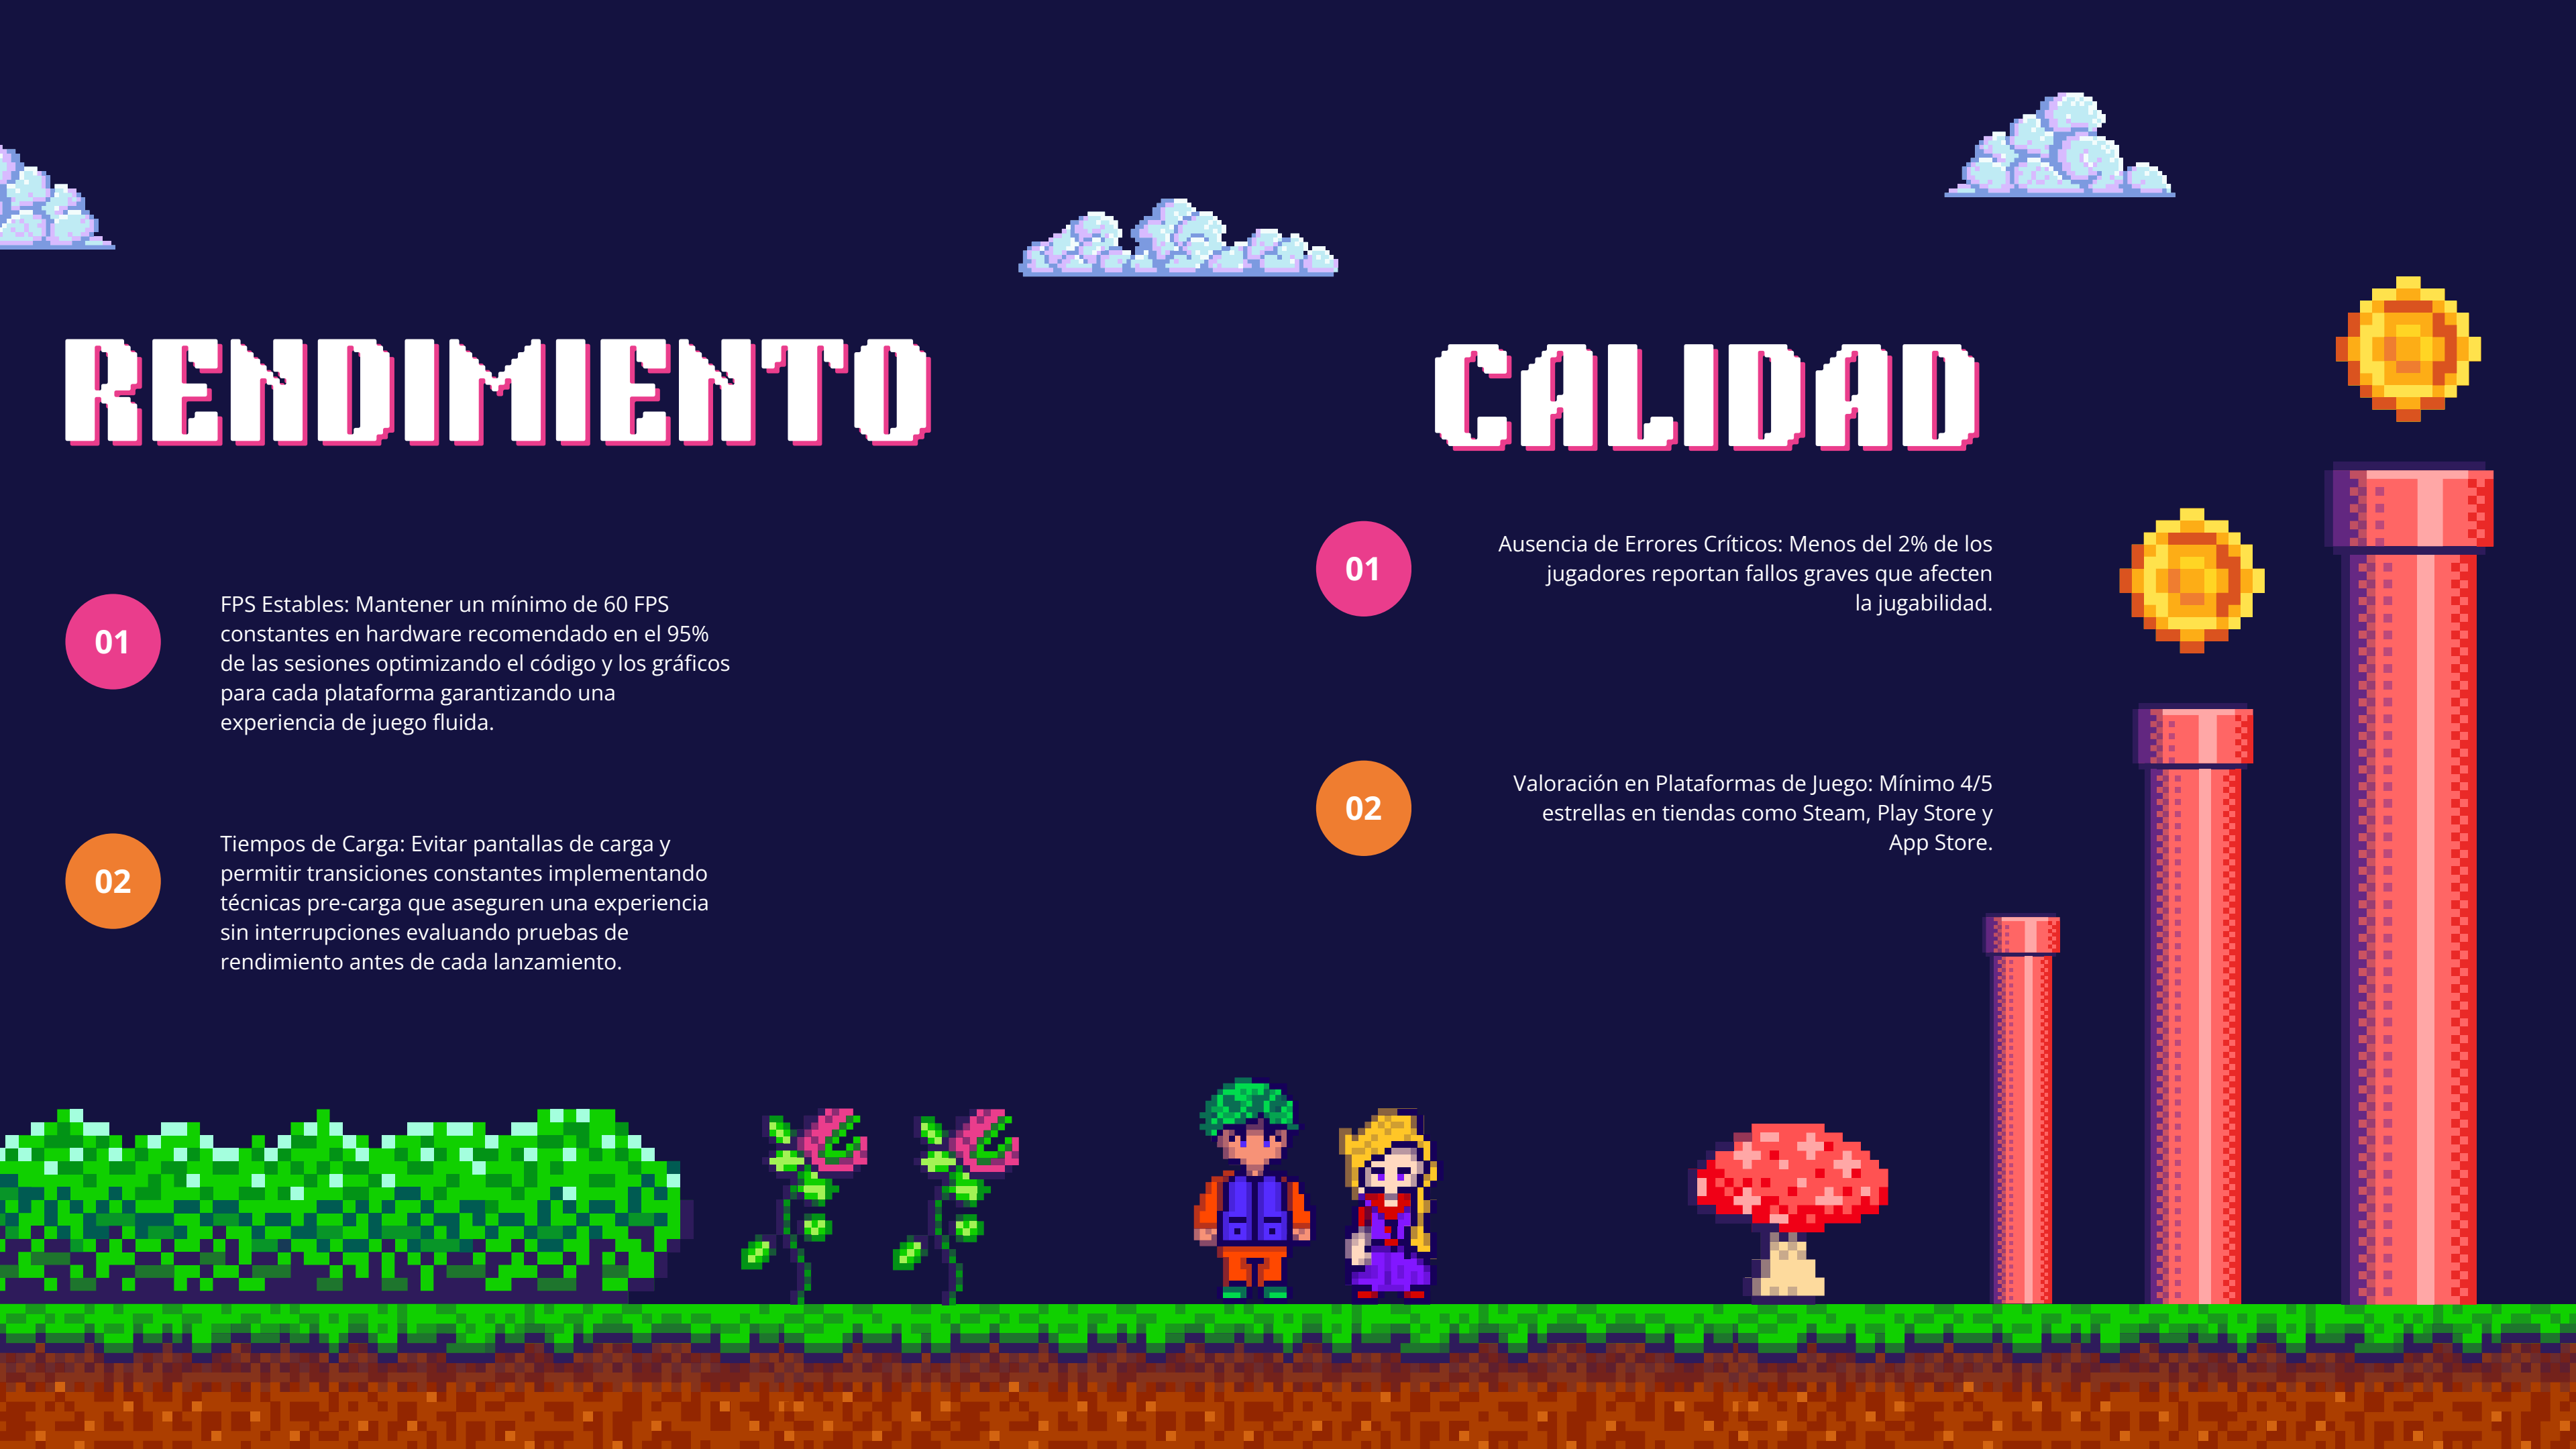 RENDIMIENTO
01
FPS Estables: Mantener un mínimo de 60 FPS
constantes en hardware recomendado en el 95%
de las sesiones optimizando el código y los gráficos
para cada plataforma garantizando una
experiencia de juego fluida.
02
Tiempos de Carga: Evitar pantallas de carga y
permitir transiciones constantes implementando
técnicas pre-carga que aseguren una experiencia
sin interrupciones evaluando pruebas de
rendimiento antes de cada lanzamiento.
CALIDAD
01
Ausencia de Errores Críticos: Menos del 2% de los
jugadores reportan fallos graves que afecten
la jugabilidad.
02
Valoración en Plataformas de Juego: Mínimo 4/5
estrellas en tiendas como Steam, Play Store y
App Store.